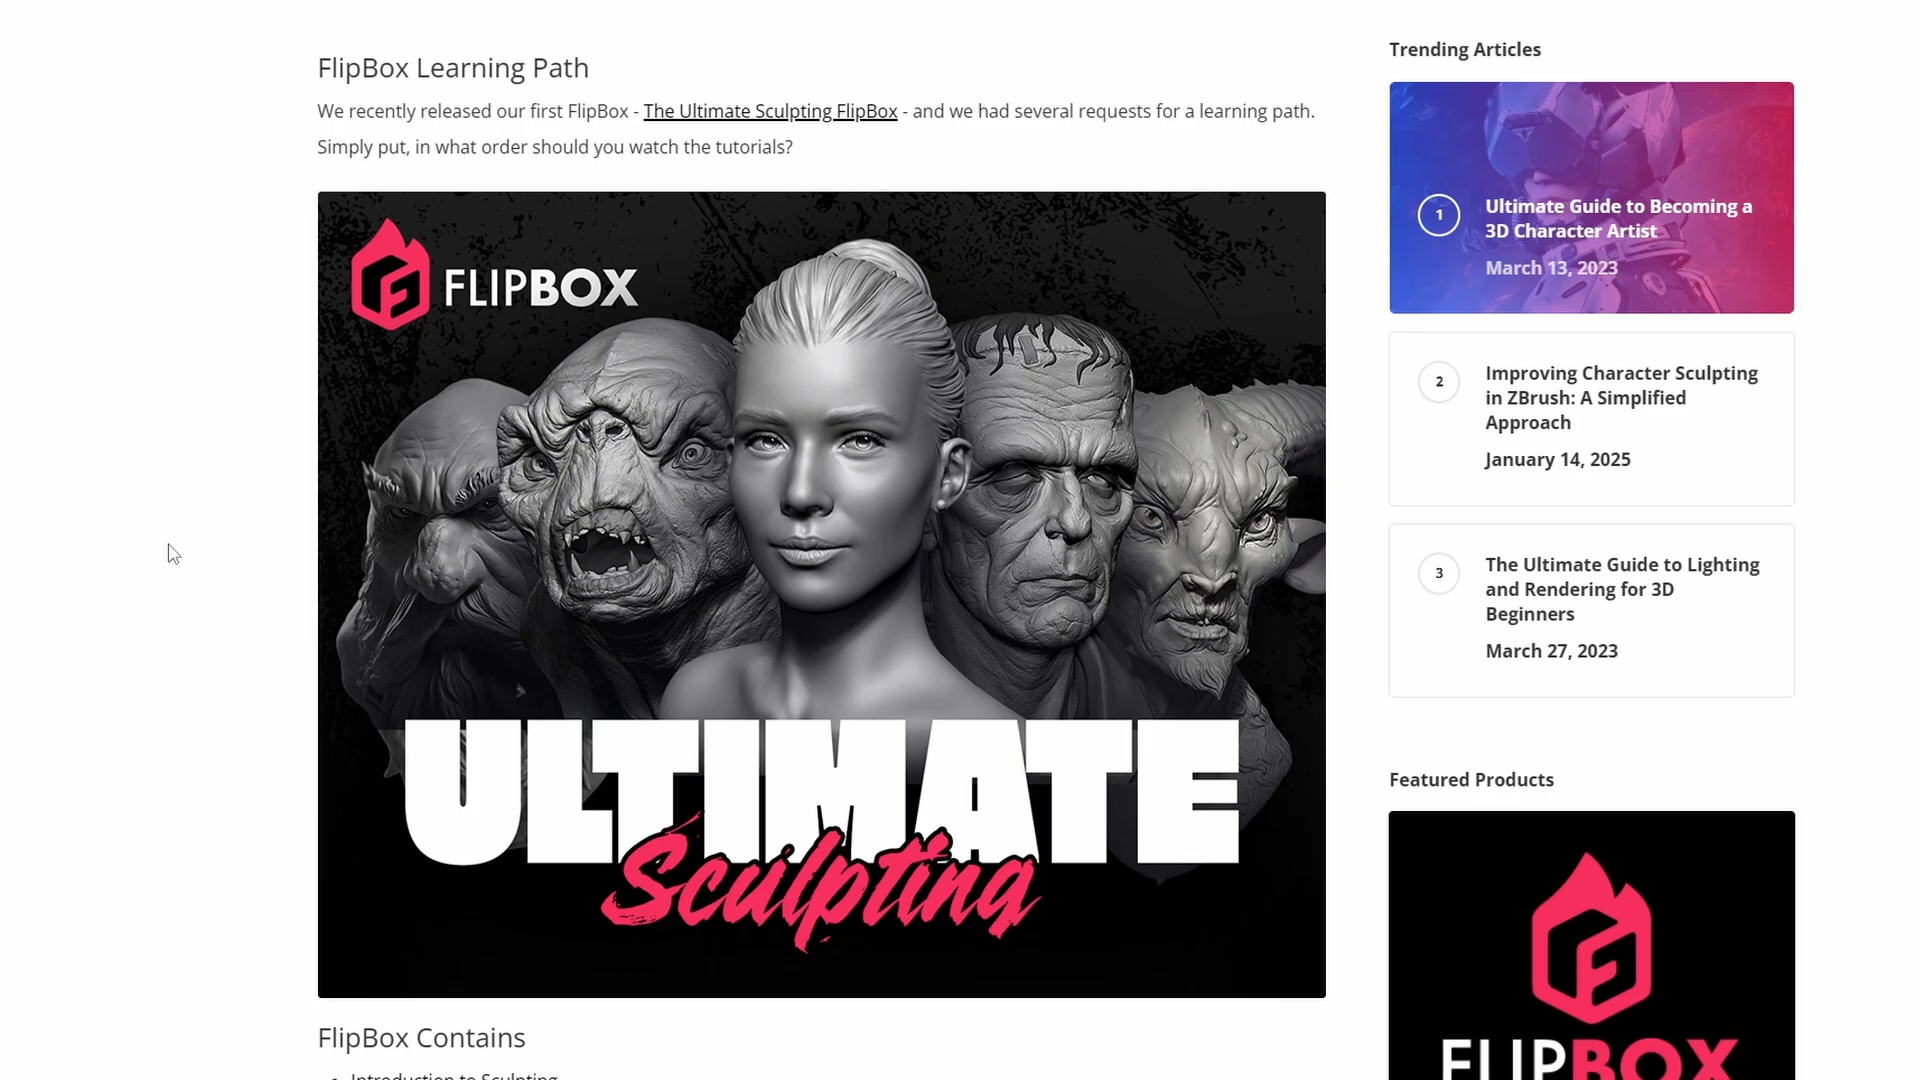 FlipBox Learning Path
We recently released our first FlipBox - The Ultimate Sculpting FlipBox - and we had several requests for a learning path.
Simply put, in what order should you watch the tutorials?
FLIPBOX
ULTIMATE
Sculpting
FlipBox Contains
Introduction to Sculpting
Trending Articles
1
Ultimate Guide to Becoming a
3D Character Artist
March 13, 2023
2
Improving Character Sculpting
in ZBrush: A Simplified
Approach
January 14, 2025
3
The Ultimate Guide to Lighting
and Rendering for 3D
Beginners
March 27, 2023
Featured Products
FLIPBOX